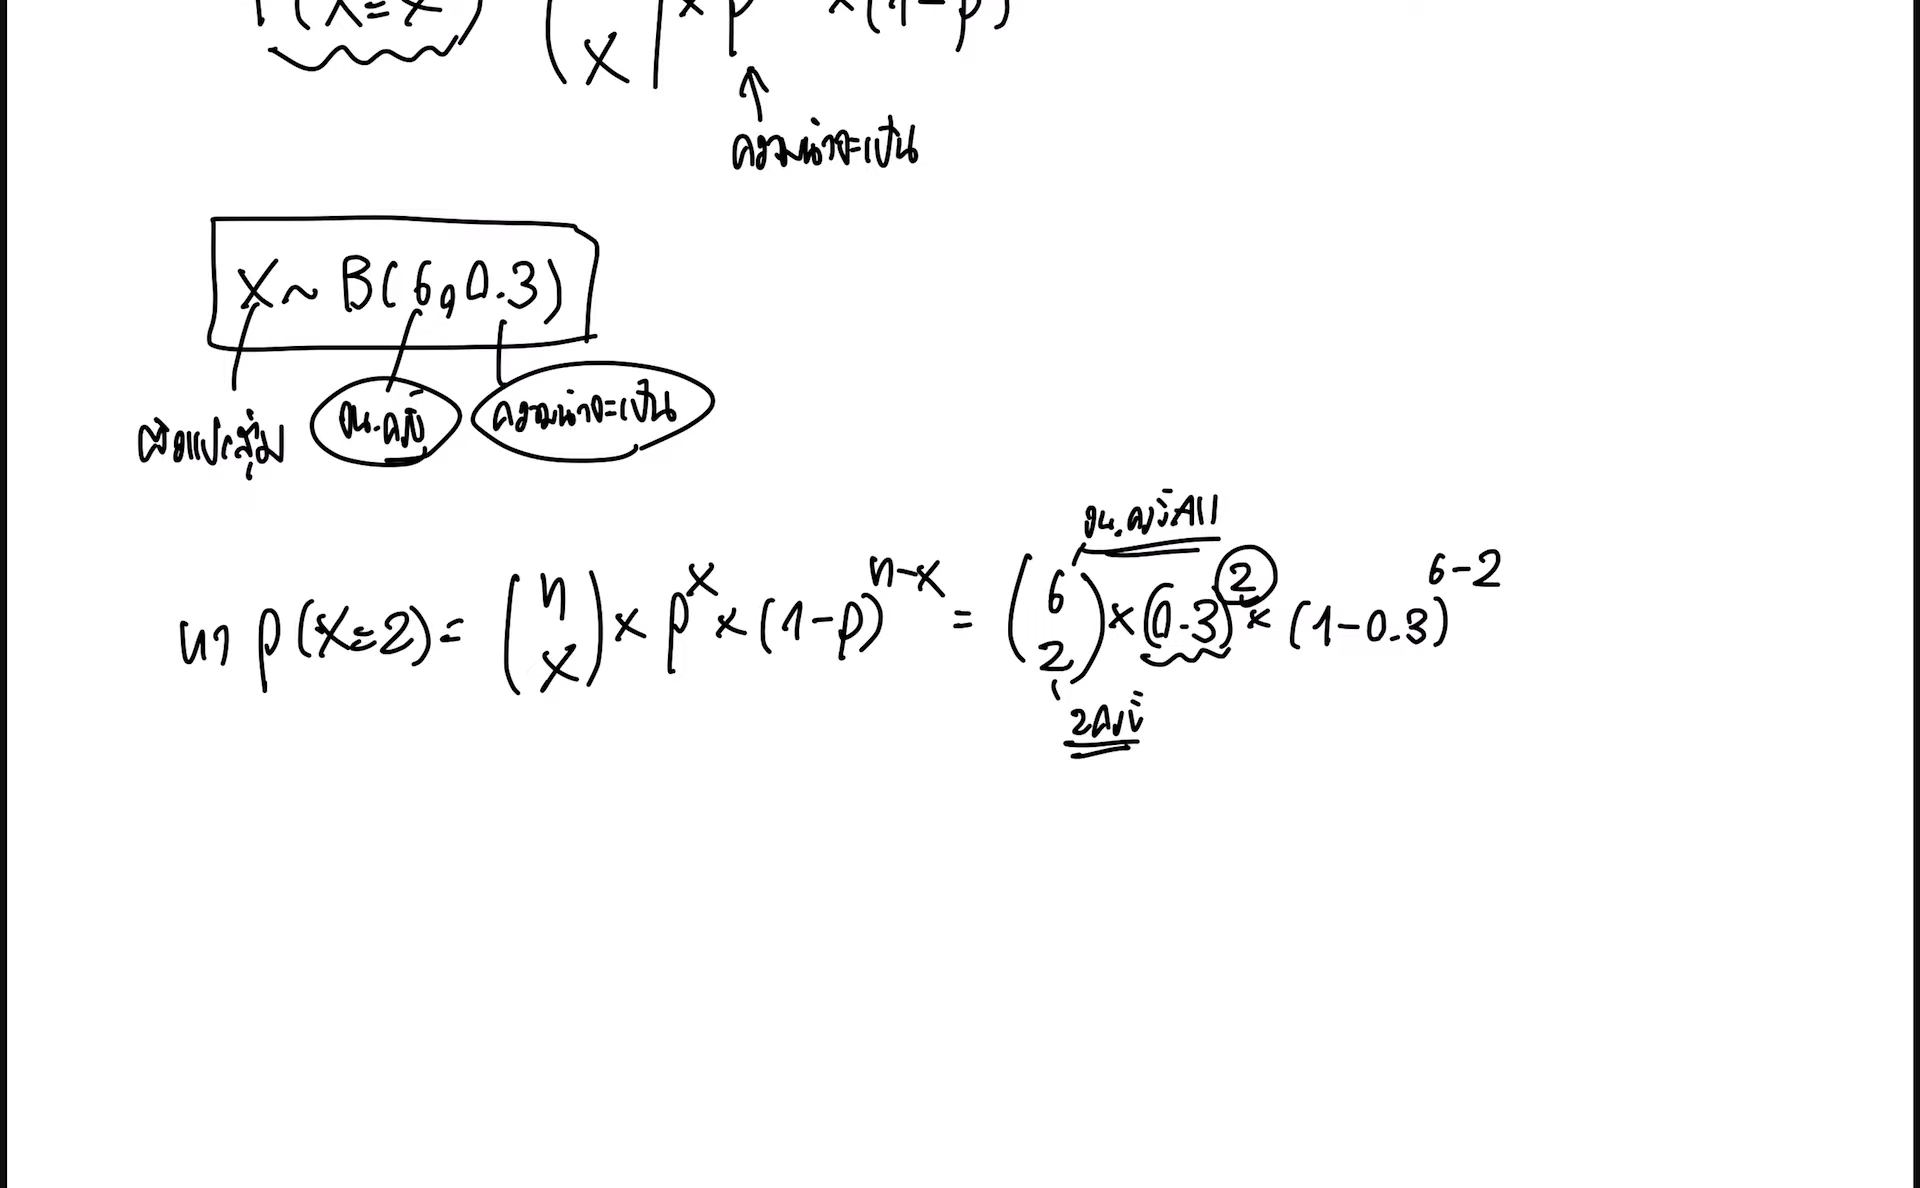 P(X=x) (x) × p × (1-p)
ความน่าจะเป็น
X ~ B(6,0.3)
ตัวแปรสุ่ม จน.ครั้ง ความน่าจะเป็น
จน.ครั้งAll
หา P(X=2) = (n x) × p^x × (1-p)^n-x = (6 2) × (0.3)^2 × (1-0.3)^6-2
2ครั้ง